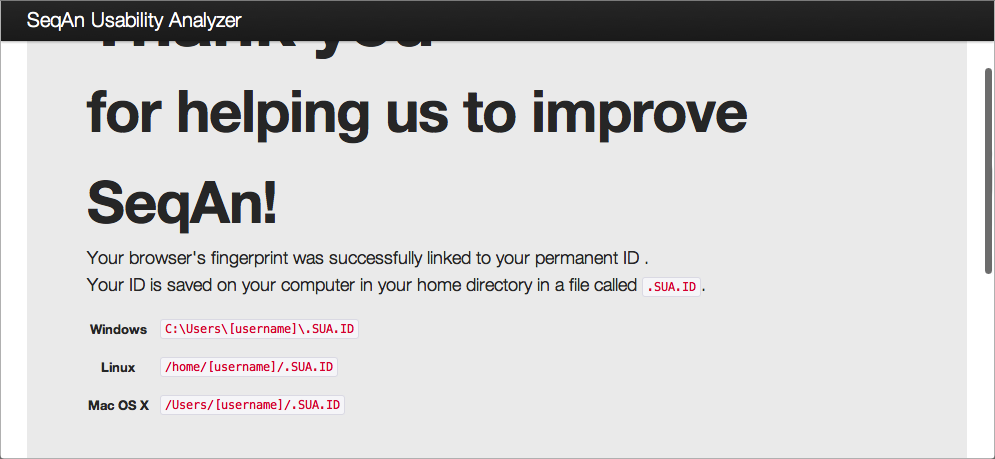 SeqAn Usability Analyzer
Thank you
for helping us to improve
SeqAn!
Your browser's fingerprint was successfully linked to your permanent ID .
Your ID is saved on your computer in your home directory in a file called .SUA.ID.
Windows C:\Users\[username]\.SUA.ID
Linux /home/[username]/.SUA.ID
Mac OS X /Users/[username]/.SUA.ID